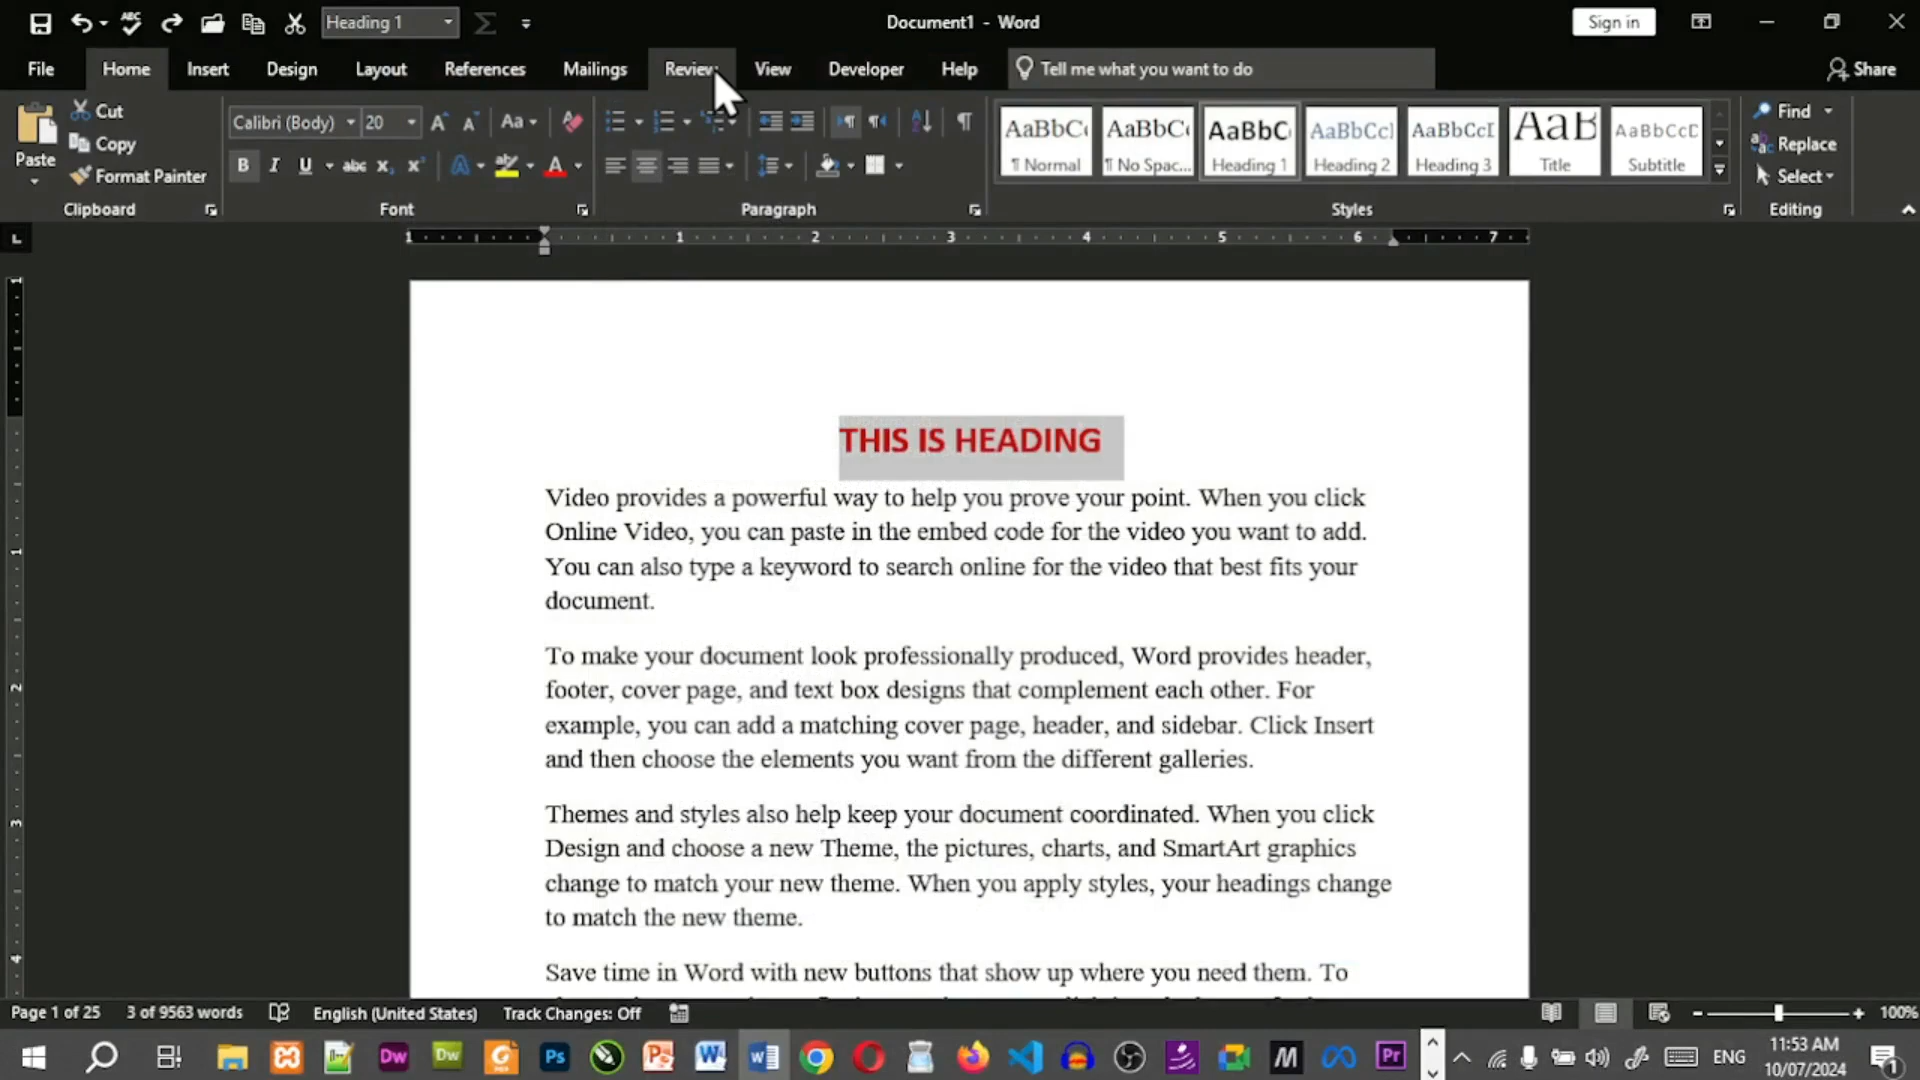 Heading 1
Document1 - Word
Sign in
File Home Insert Design Layout References Mailings Review View Developer Help Tell me what you want to do Share
Paste
Cut
Copy
Format Painter
Clipboard
Calibri (Body) 20
Font
Paragraph
AaBbC AaBbC AaBbC AaBbCcI AaBbCcI AaB AaBbCcD
¶ Normal ¶ No Spac... Heading 1 Heading 2 Heading 3 Title Subtitle
Styles
Find
Replace
Select
Editing
1 1 2 3 4 5 6 7
THIS IS HEADING
Video provides a powerful way to help you prove your point. When you click
Online Video, you can paste in the embed code for the video you want to add.
You can also type a keyword to search online for the video that best fits your
document.
To make your document look professionally produced, Word provides header,
footer, cover page, and text box designs that complement each other. For
example, you can add a matching cover page, header, and sidebar. Click Insert
and then choose the elements you want from the different galleries.
Themes and styles also help keep your document coordinated. When you click
Design and choose a new Theme, the pictures, charts, and SmartArt graphics
change to match your new theme. When you apply styles, your headings change
to match the new theme.
Save time in Word with new buttons that show up where you need them. To
Page 1 of 25 3 of 9563 words English (United States) Track Changes: Off 100%
ENG
11:53 AM
10/07/2024